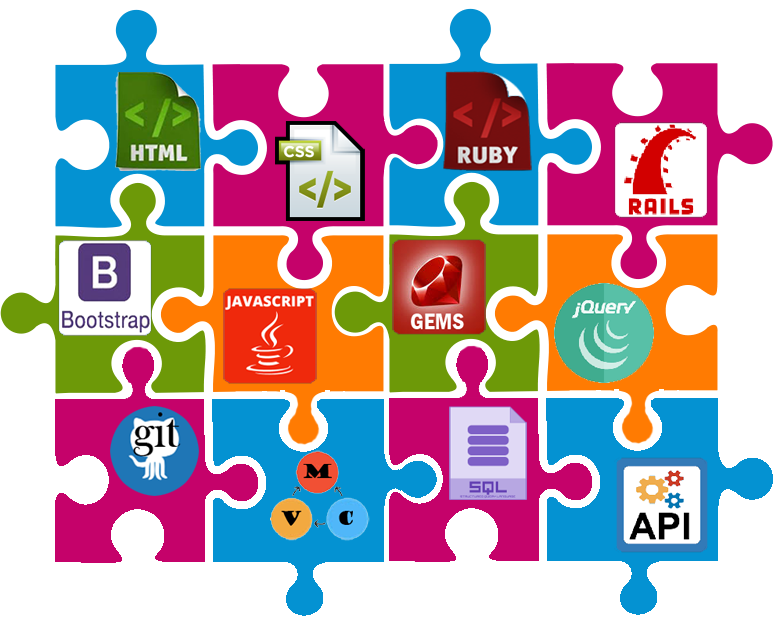 </> HTML
CSS </>
</> RUBY
RAILS
B
Bootstrap
JAVASCRIPT
GEMS
jQuery
git
M
V C
SQL
API